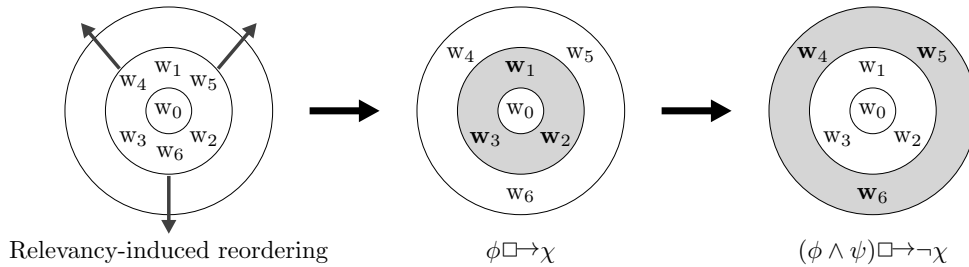 w₁
w₄ w₅
w₀
w₃ w₂
w₆
Relevancy-induced reordering
w₄ w₅
w₁
w₀
w₃ w₂
w₆
ϕ□→χ
w₄ w₅
w₁
w₀
w₃ w₂
w₆
(ϕ ∧ ψ)□→¬χ